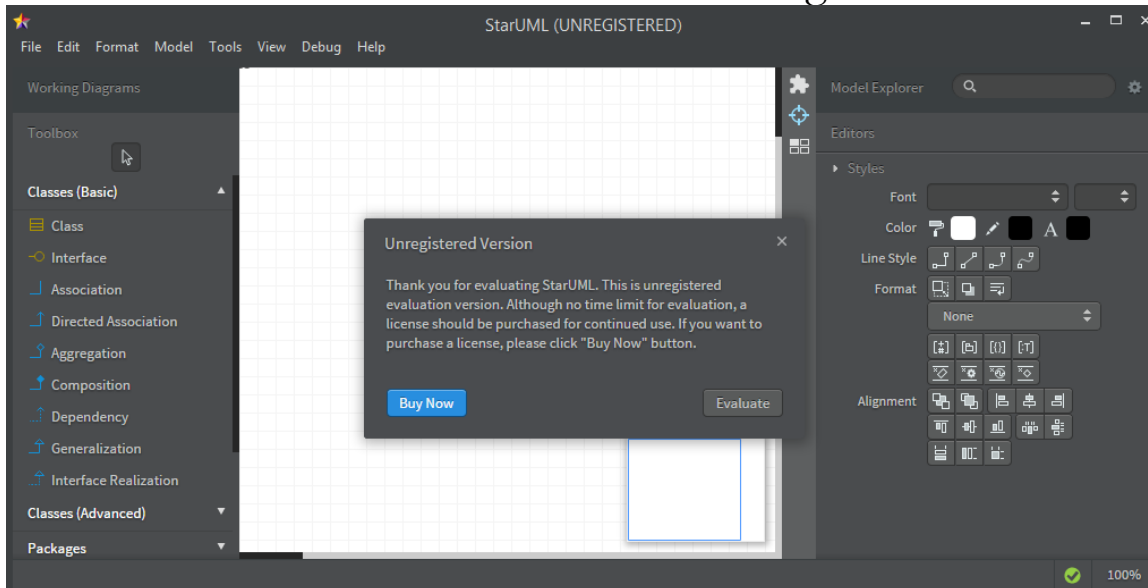 StarUML (UNREGISTERED)
File Edit Format Model Tools View Debug Help
Working Diagrams
Toolbox
Classes (Basic)
Class
Interface
Association
Directed Association
Aggregation
Composition
Dependency
Generalization
Interface Realization
Classes (Advanced)
Packages
Unregistered Version
Thank you for evaluating StarUML. This is unregistered
evaluation version. Although no time limit for evaluation, a
license should be purchased for continued use. If you want to
purchase a license, please click "Buy Now" button.
Buy Now
Evaluate
Model Explorer
Editors
Styles
Font
Color
A
Line Style
Format
None
Alignment
100%